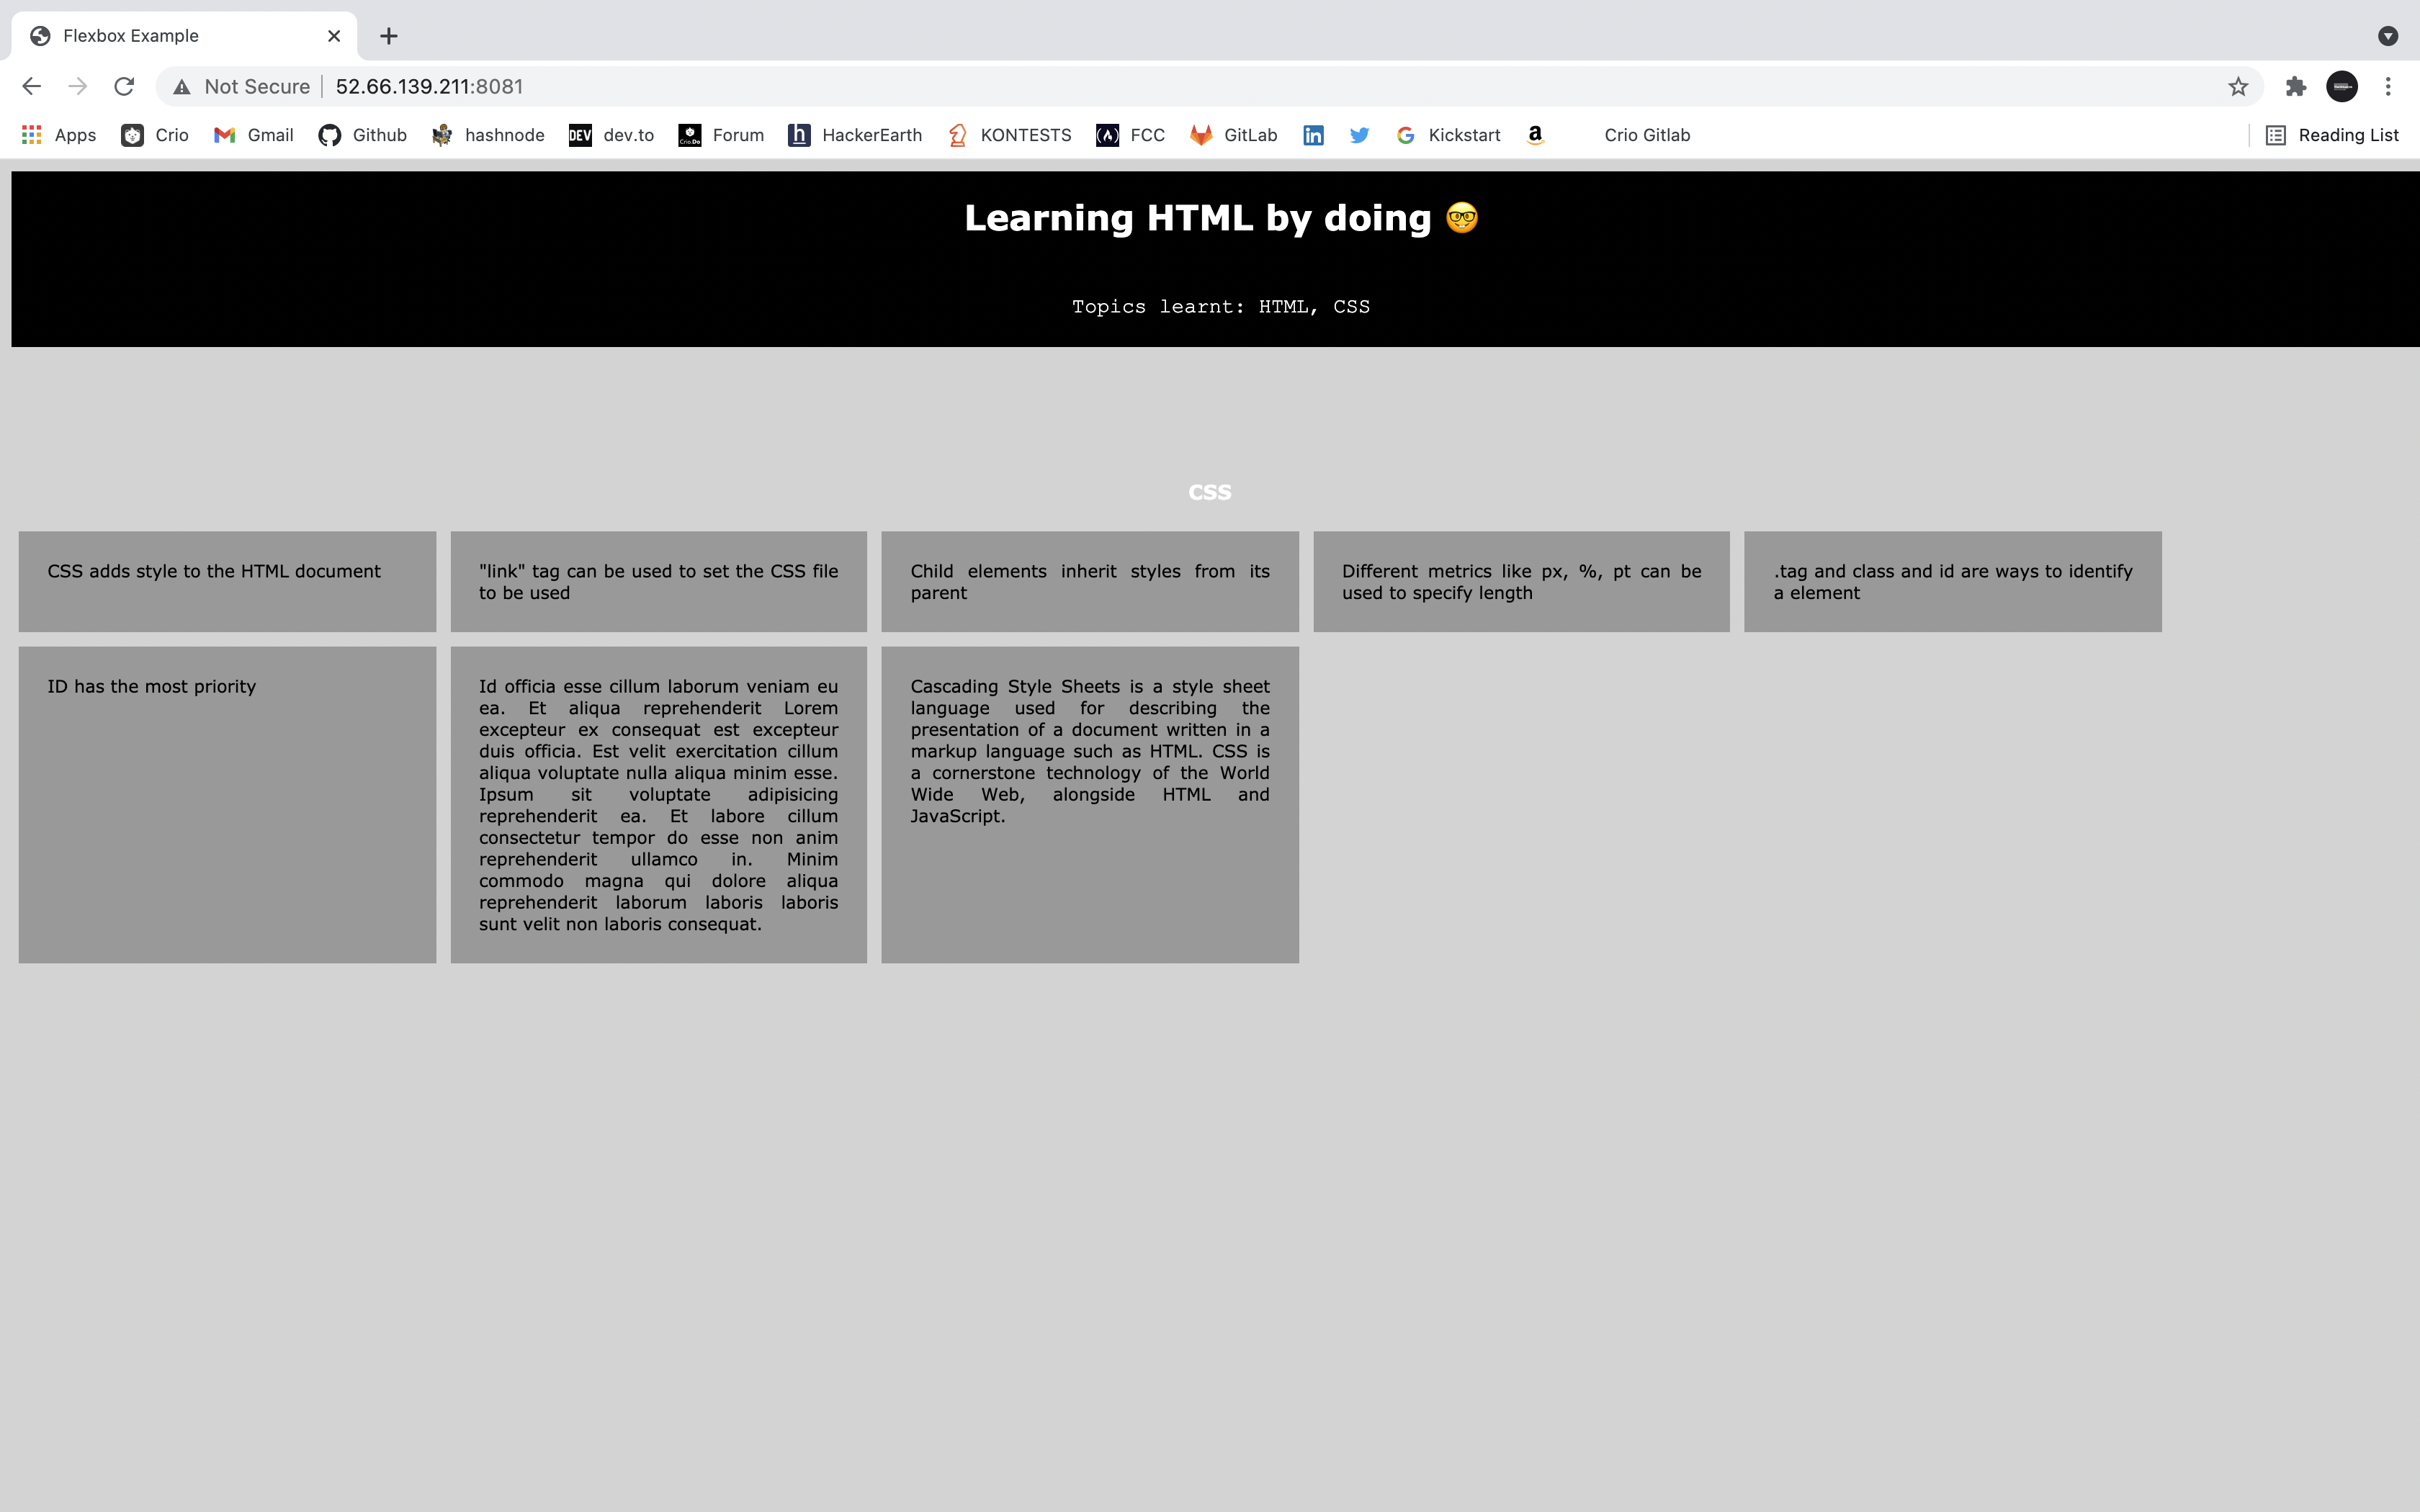 Flexbox Example
Not Secure 52.66.139.211:8081
Apps Crio Gmail Github hashnode DEV dev.to Crio.Do Forum h HackerEarth KONTESTS FCC GitLab in Kickstart a Crio Gitlab Reading List
Learning HTML by doing 🤓
Topics learnt: HTML, CSS
CSS
CSS adds style to the HTML document
"link" tag can be used to set the CSS file
to be used
Child elements inherit styles from its
parent
Different metrics like px, %, pt can be
used to specify length
.tag and class and id are ways to identify
a element
ID has the most priority
Id officia esse cillum laborum veniam eu
ea. Et aliqua reprehenderit Lorem
excepteur ex consequat est excepteur
duis officia. Est velit exercitation cillum
aliqua voluptate nulla aliqua minim esse.
Ipsum sit voluptate adipisicing
reprehenderit ea. Et labore cillum
consectetur tempor do esse non anim
reprehenderit ullamco in. Minim
commodo magna qui dolore aliqua
reprehenderit laborum laboris laboris
sunt velit non laboris consequat.
Cascading Style Sheets is a style sheet
language used for describing the
presentation of a document written in a
markup language such as HTML. CSS is
a cornerstone technology of the World
Wide Web, alongside HTML and
JavaScript.